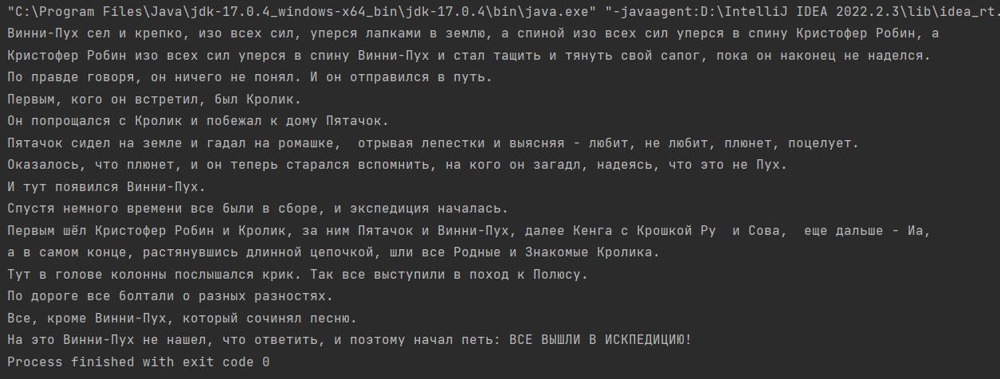 "C:\Program Files\Java\jdk-17.0.4_windows-x64_bin\jdk-17.0.4\bin\java.exe" "-javaagent:D:\IntelliJ IDEA 2022.2.3\lib\idea_rt.
Винни-Пух сел и крепко, изо всех сил, уперся лапками в землю, а спиной изо всех сил уперся в спину Кристофер Робин, а
Кристофер Робин изо всех сил уперся в спину Винни-Пух и стал тащить и тянуть свой сапог, пока он наконец не наделся.
По правде говоря, он ничего не понял. И он отправился в путь.
Первым, кого он встретил, был Кролик.
Он попрощался с Кролик и побежал к дому Пятачок.
Пятачок сидел на земле и гадал на ромашке,  отрывая лепестки и выясняя - любит, не любит, плюнет, поцелует.
Оказалось, что плюнет, и он теперь старался вспомнить, на кого он загадл, надеясь, что это не Пух.
И тут появился Винни-Пух.
Спустя немного времени все были в сборе, и экспедиция началась.
Первым шёл Кристофер Робин и Кролик, за ним Пятачок и Винни-Пух, далее Кенга с Крошкой Ру  и Сова,  еще дальше - Иа,
а в самом конце, растянувшись длинной цепочкой, шли все Родные и Знакомые Кролика.
Тут в голове колонны послышался крик. Так все выступили в поход к Полюсу.
По дороге все болтали о разных разностях.
Все, кроме Винни-Пух, который сочинял песню.
На это Винни-Пух не нашел, что ответить, и поэтому начал петь: ВСЕ ВЫШЛИ В ИСКПЕДИЦИЮ!
Process finished with exit code 0